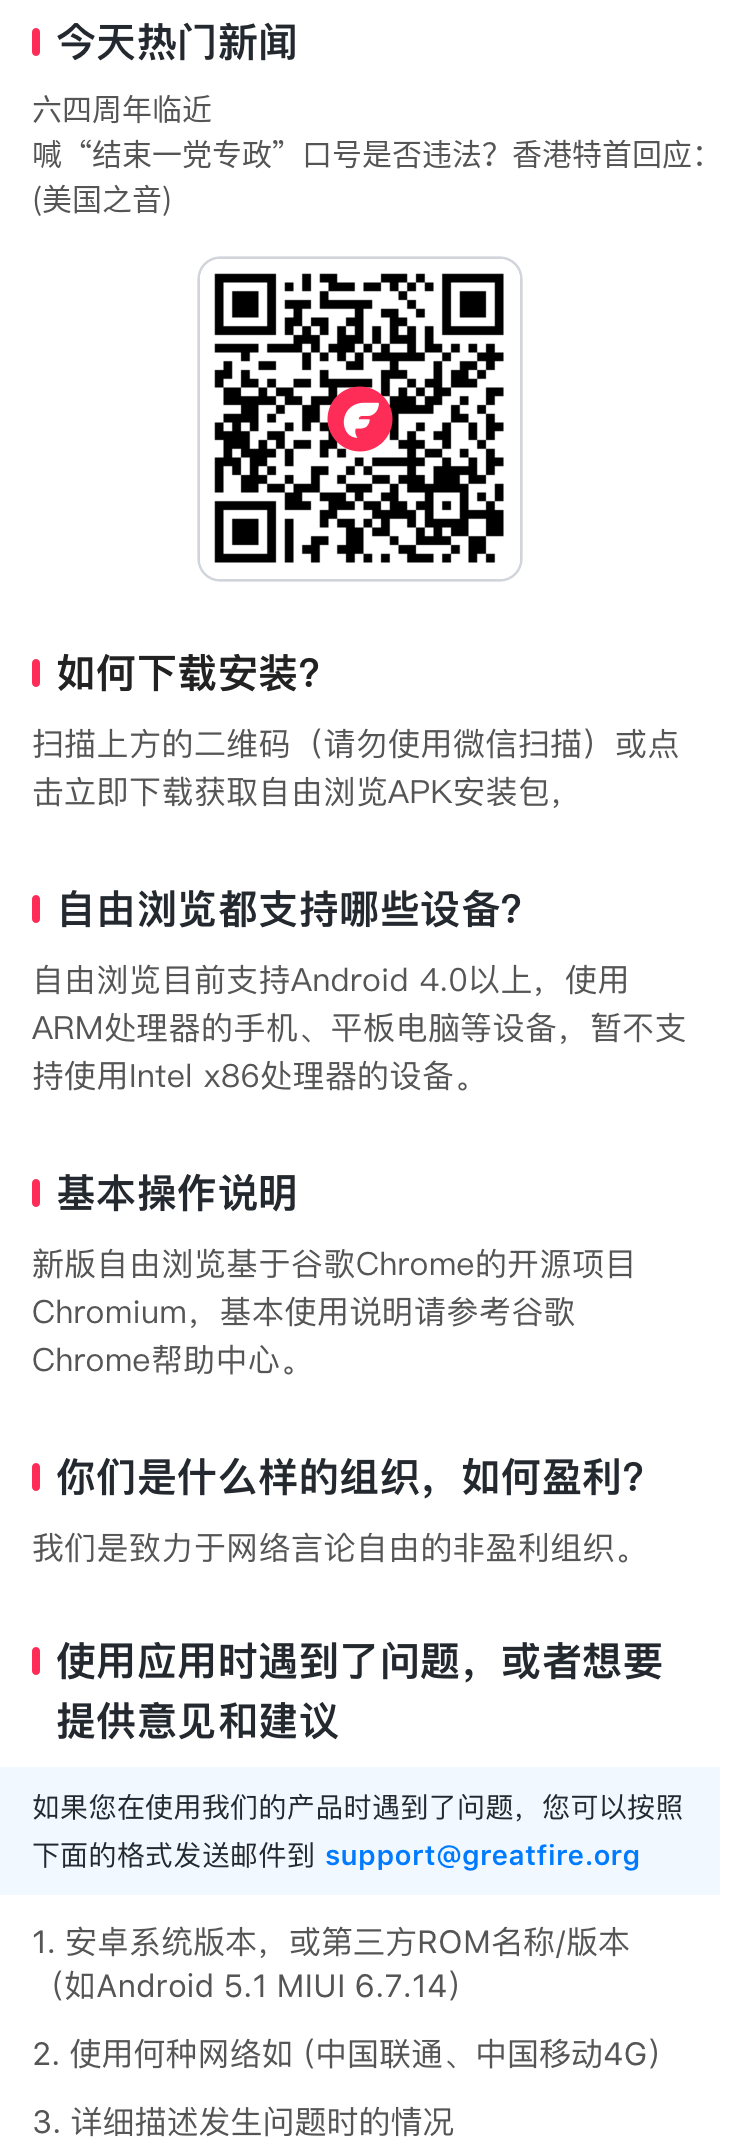 今天热门新闻
六四周年临近
喊“结束一党专政”口号是否违法？香港特首回应：
(美国之音)
如何下载安装?
扫描上方的二维码（请勿使用微信扫描）或点
击立即下载获取自由浏览APK安装包，
自由浏览都支持哪些设备?
自由浏览目前支持Android 4.0以上，使用
ARM处理器的手机、平板电脑等设备，暂不支
持使用Intel x86处理器的设备。
基本操作说明
新版自由浏览基于谷歌Chrome的开源项目
Chromium，基本使用说明请参考谷歌
Chrome帮助中心。
你们是什么样的组织，如何盈利?
我们是致力于网络言论自由的非盈利组织。
使用应用时遇到了问题，或者想要
提供意见和建议
如果您在使用我们的产品时遇到了问题，您可以按照
下面的格式发送邮件到 support@greatfire.org
1. 安卓系统版本，或第三方ROM名称/版本
（如Android 5.1 MIUI 6.7.14）
2. 使用何种网络如 (中国联通、中国移动4G）
3. 详细描述发生问题时的情况